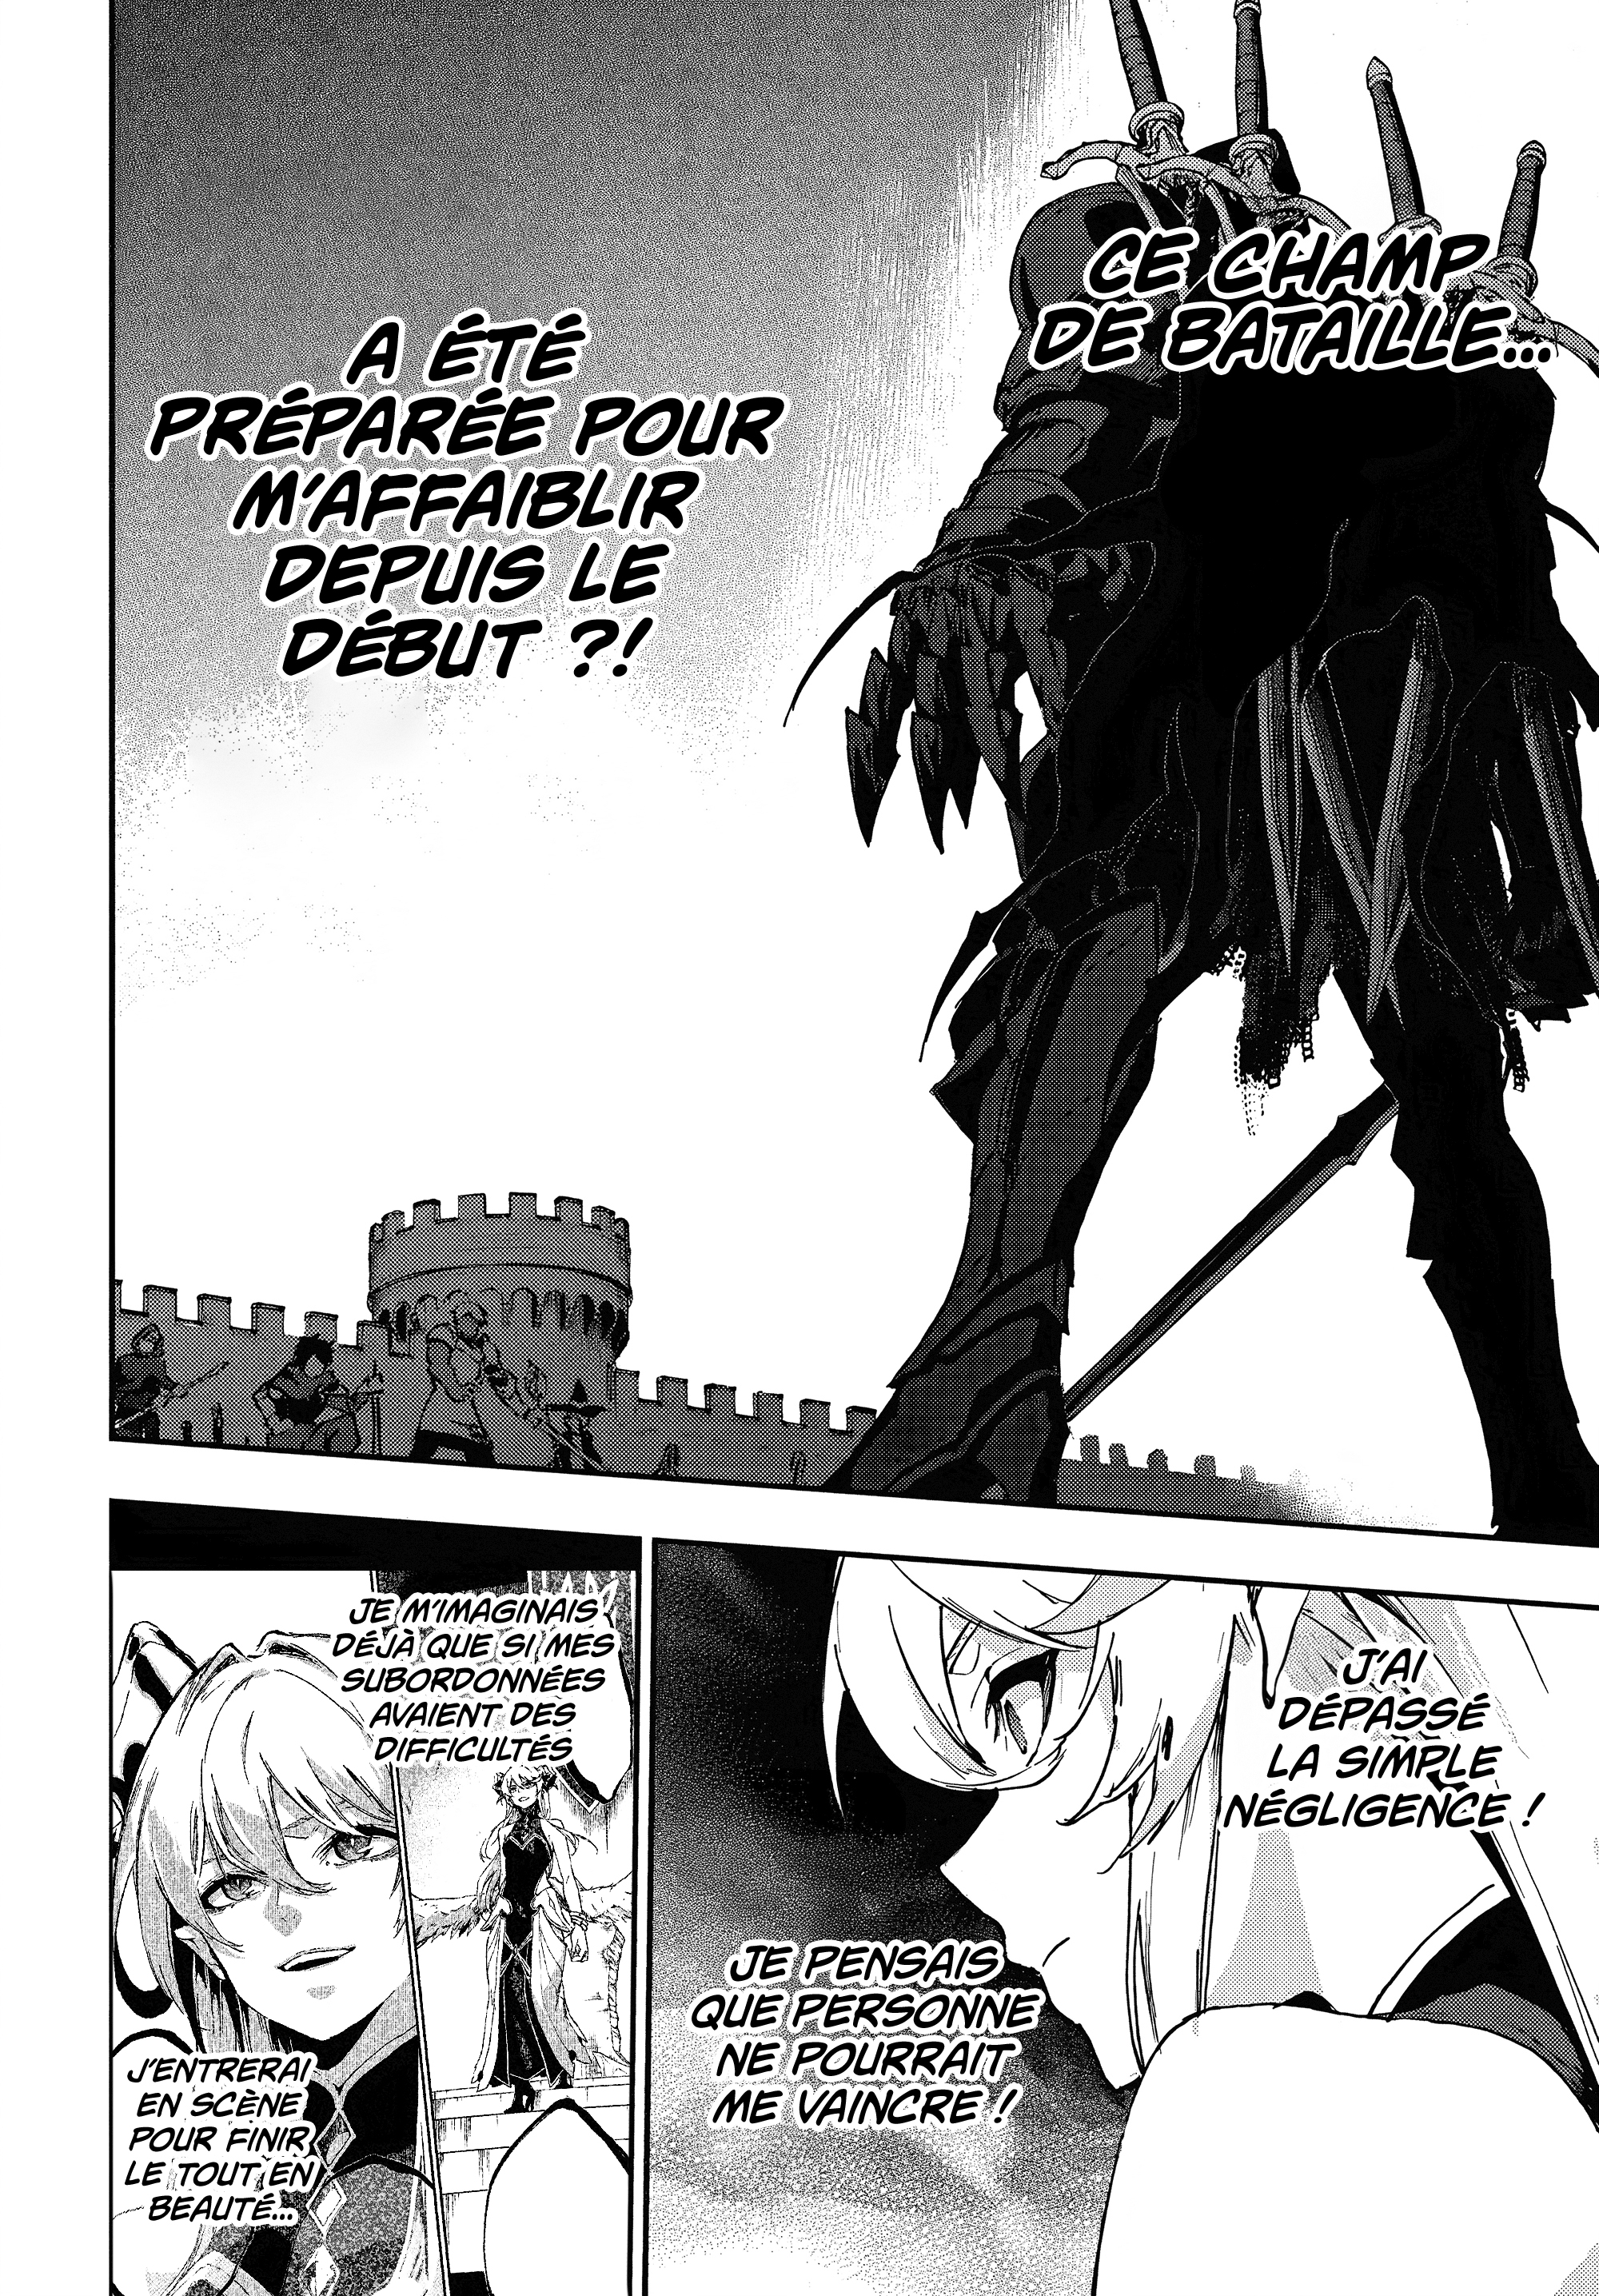 CE CHAMP
DE BATAILLE...
A ÉTÉ
PRÉPARÉE POUR
M'AFFAIBLIR
DEPUIS LE
DÉBUT ?!
J'AI
DÉPASSÉ
LA SIMPLE
NÉGLIGENCE !
JE PENSAIS
QUE PERSONNE
NE POURRAIT
ME VAINCRE !
JE M'IMAGINAIS
DÉJÀ QUE SI MES
SUBORDONNÉES
AVAIENT DES
DIFFICULTÉS
J'ENTRERAI
EN SCÈNE
POUR FINIR
LE TOUT EN
BEAUTÉ...